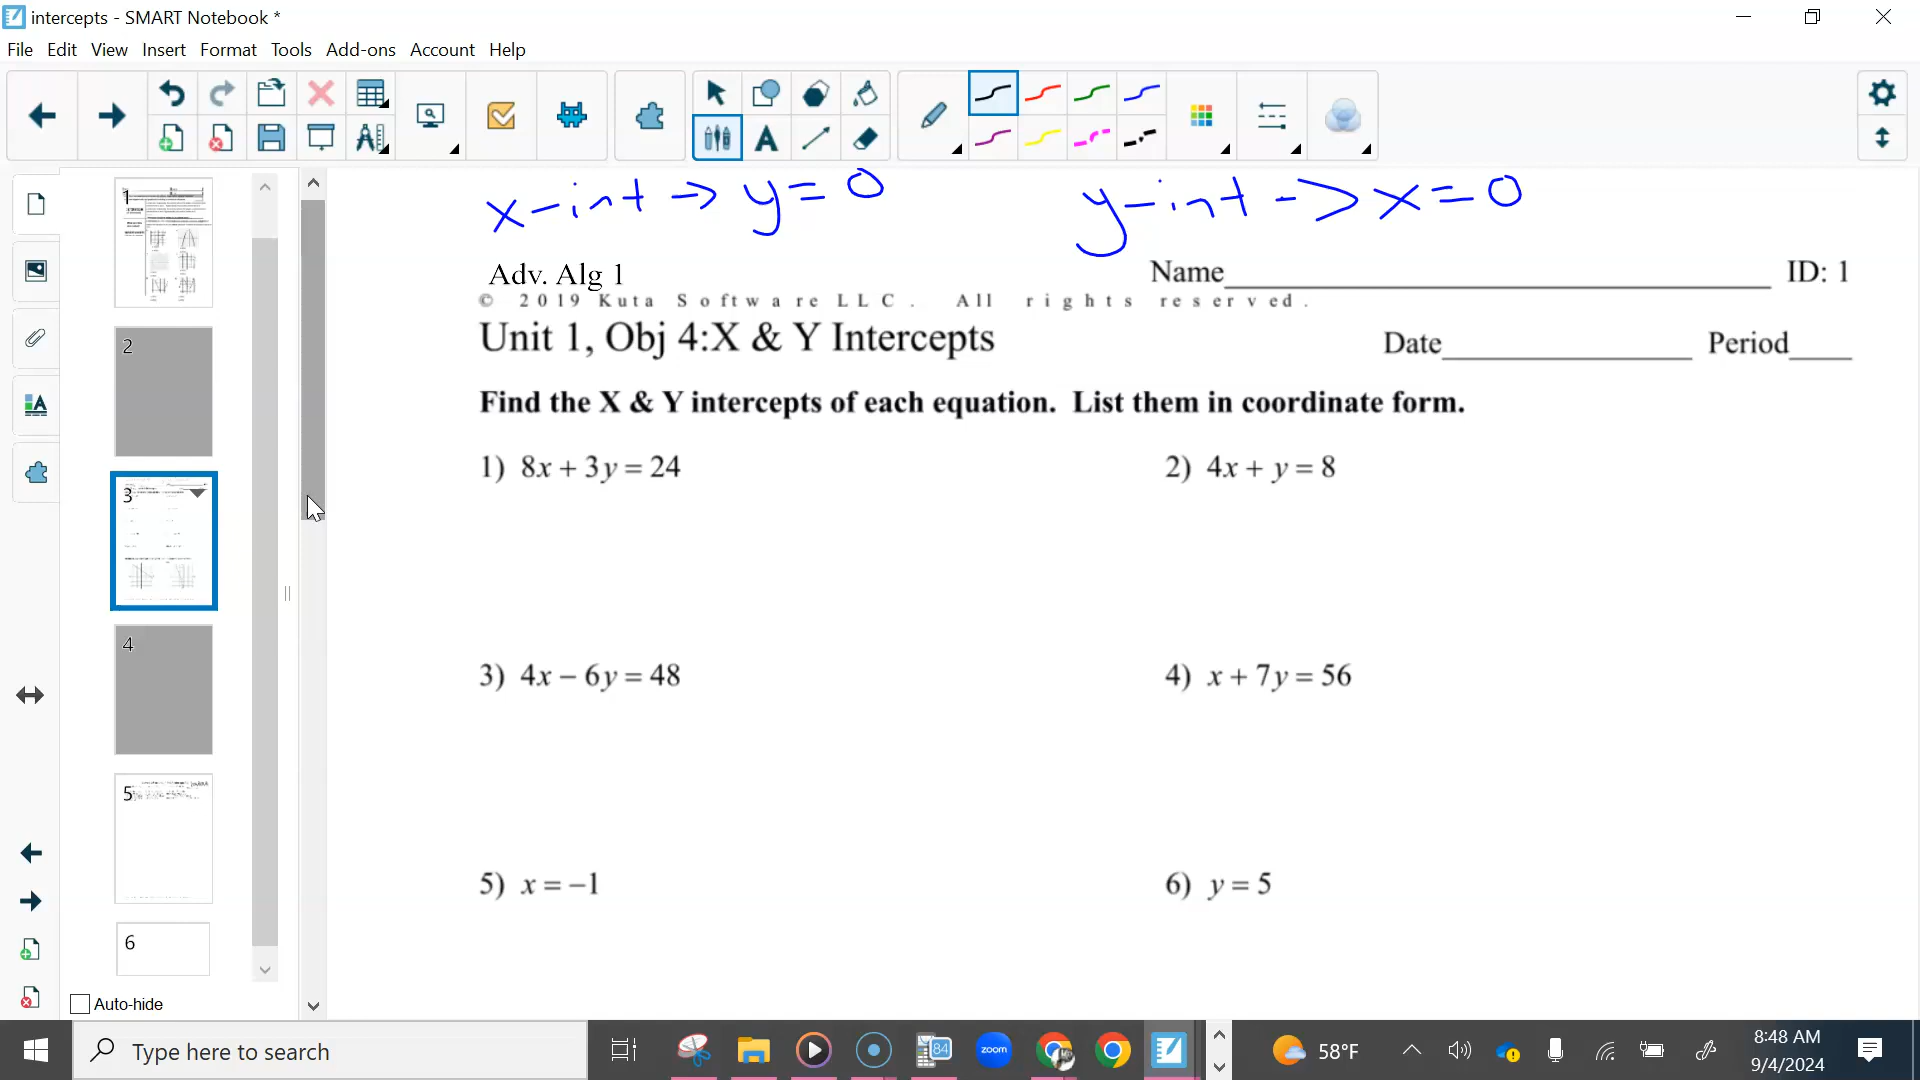 intercepts - SMART Notebook *
File Edit View Insert Format Tools Add-ons Account Help
x-int → y=0 y-int -> x=0
Adv. Alg 1 Name ID: 1
© 2019 Kuta Software LLC. All rights reserved.
Unit 1, Obj 4:X & Y Intercepts Date Period
Find the X & Y intercepts of each equation. List them in coordinate form.
1) 8x + 3y = 24 2) 4x + y = 8
3) 4x − 6y = 48 4) x + 7y = 56
5) x = −1 6) y = 5
1
2
3
4
5
6
Auto-hide
Type here to search
84
zoom
58°F
8:48 AM
9/4/2024